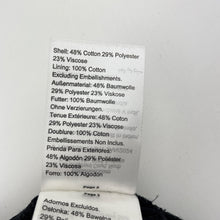 Shell: 48% Cotton 29% Polyester
23% Viscose
Lining: 100% Cotton
Excluding Embellishments.
Außenmaterial: 48% Baumwolle
29% Polyester 23% Viskose
Futter: 100% Baumwolle
Ohne Verzierungen.
Tenue Extérieure: 48% Coton
29% Polyester 23% Viscose
Doublure: 100% Coton
Embellissements Non Inclus.
Prenda Para Exteriores:
48% Algodón 29% Poliéster
23% Viscosa
Forro: 100% Algodón
Adornos Excluidos
Osłonka: 48% Bawełna